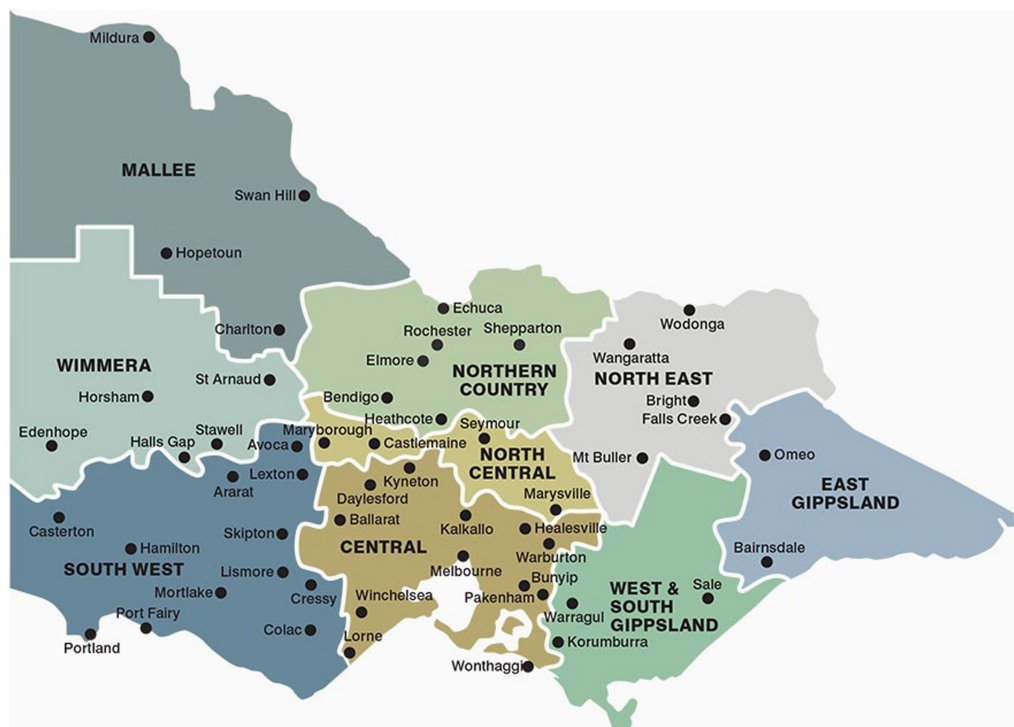 Mildura
MALLEE
Swan Hill
Hopetoun
Charlton
Echuca
Rochester
Shepparton
Elmore
NORTHERN
COUNTRY
Bendigo
Heathcote
Wodonga
Wangaratta
NORTH EAST
Bright
Falls Creek
Mt Buller
WIMMERA
St Arnaud
Horsham
Edenhope
Halls Gap
Stawell
Avoca
Maryborough
Castlemaine
Seymour
NORTH
CENTRAL
Marysville
Omeo
EAST
GIPPSLAND
Bairnsdale
Lexton
Ararat
Casterton
Skipton
Hamilton
SOUTH WEST
Lismore
Mortlake
Cressy
Port Fairy
Portland
Colac
Kyneton
Daylesford
Ballarat
Kalkallo
Healesville
CENTRAL
Warburton
Melbourne
Bunyip
Pakenham
Winchelsea
Lorne
Wonthaggi
WEST &
SOUTH
GIPPSLAND
Sale
Warragul
Korumburra